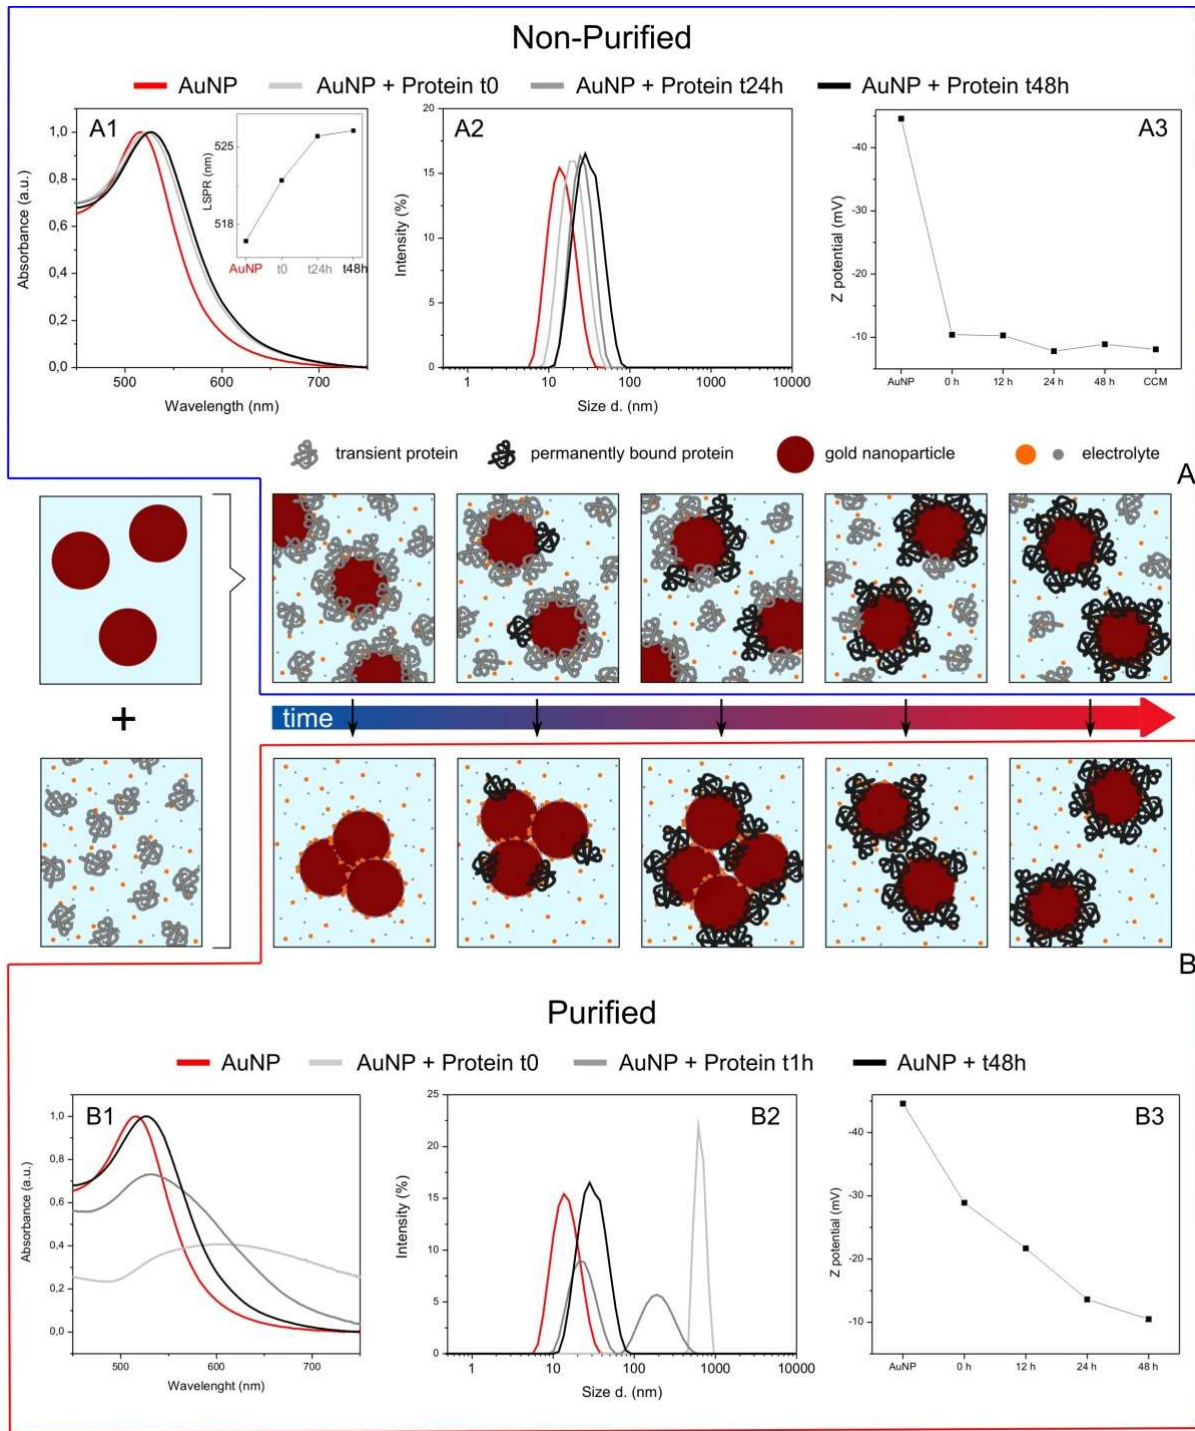 Non-Purified
AuNP AuNP + Protein t0 AuNP + Protein t24h AuNP + Protein t48h
A1
Absorbance (a.u.)
1,0
0,8
0,6
0,4
0,2
0,0
500 600 700
Wavelength (nm)
LSPR (nm)
525
518
AuNP t0 t24h t48h
A2
Intensity (%)
20
15
10
5
0
1 10 100 1000 10000
Size d. (nm)
A3
Z potential (mV)
-40
-30
-20
-10
AuNP 0 h 12 h 24 h 48 h CCM
transient protein permanently bound protein gold nanoparticle electrolyte
A
+
time
B
Purified
AuNP AuNP + Protein t0 AuNP + Protein t1h AuNP + t48h
B1
Absorbance (a.u.)
1,0
0,8
0,6
0,4
0,2
0,0
500 600 700
Wavelenght (nm)
B2
Intensity (%)
25
20
15
10
5
0
1 10 100 1000 10000
Size d. (nm)
B3
Z potential (mV)
-40
-30
-20
-10
AuNP 0 h 12 h 24 h 48 h